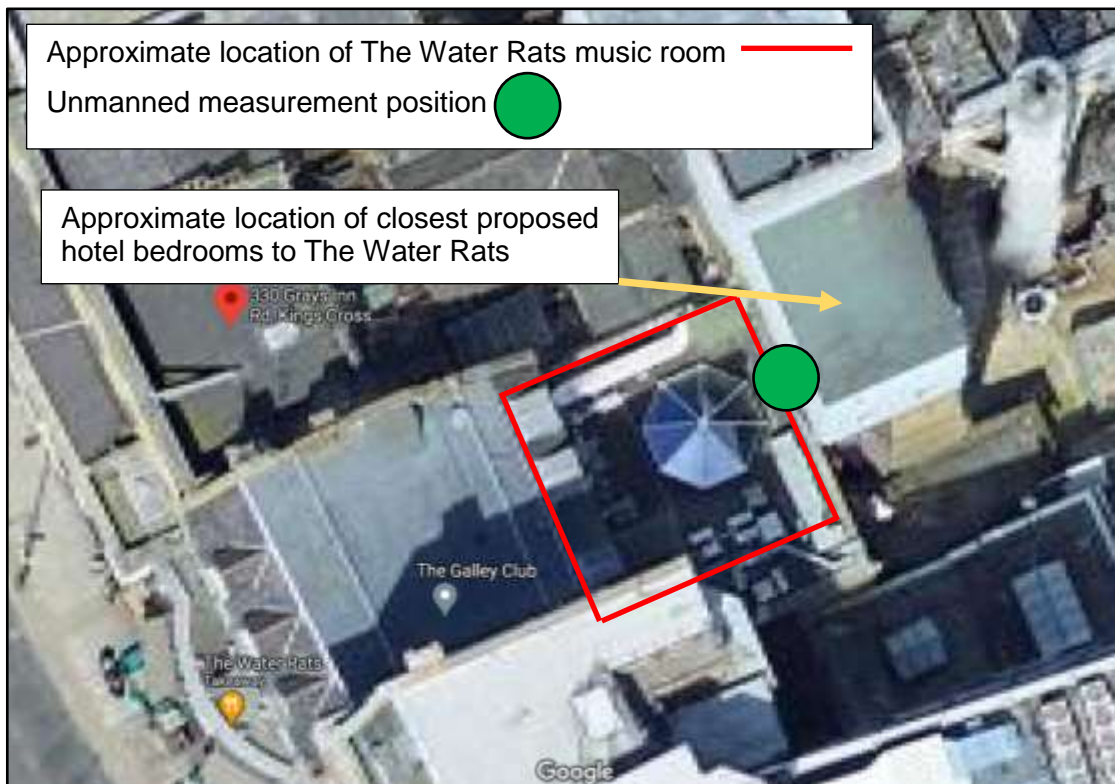 Approximate location of The Water Rats music room
Unmanned measurement position
Approximate location of closest proposed
hotel bedrooms to The Water Rats
330 Grays Inn
Rd, Kings Cross
The Galley Club
The Water Rats
Takeaway
Google